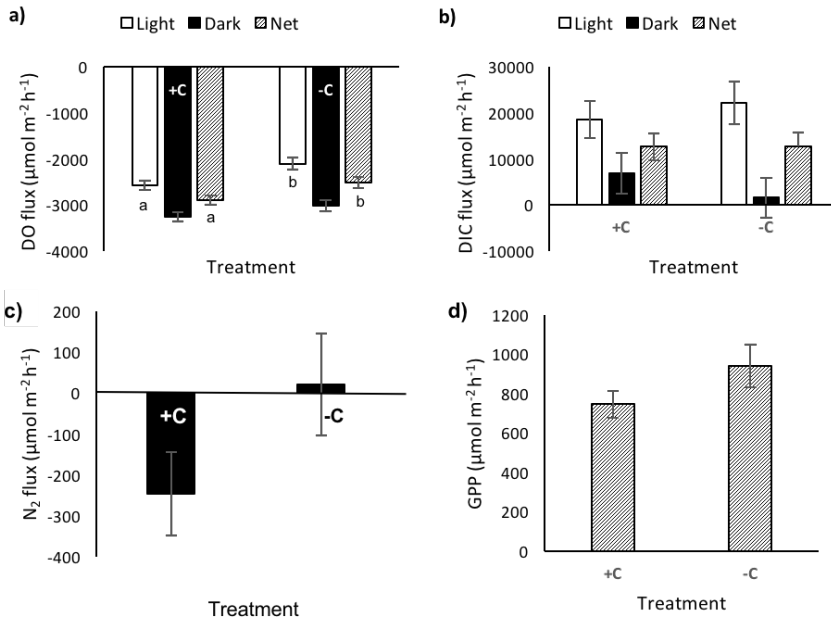 a)
Light Dark Net
0
-1000
-2000
-3000
-4000
DO flux (µmol m⁻² h⁻¹)
+C
-C
a
a
b
b
Treatment
b)
Light Dark Net
30000
20000
10000
0
-10000
DIC flux (µmol m⁻² h⁻¹)
+C
-C
Treatment
c)
200
100
0
-100
-200
-300
-400
N₂ flux (µmol m⁻² h⁻¹)
+C
-C
Treatment
d)
1200
1000
800
600
400
200
0
GPP (µmol m⁻² h⁻¹)
+C
-C
Treatment